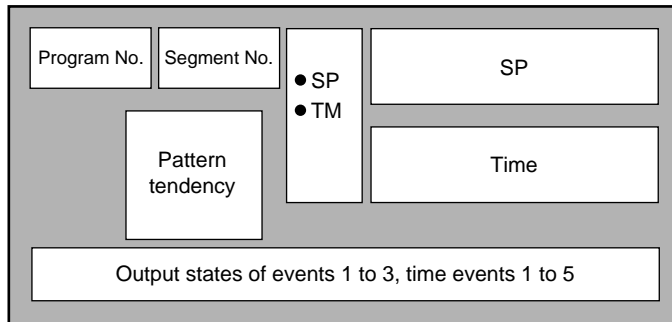 Program No.
Segment No.
● SP
● TM
SP
Time
Pattern
tendency
Output states of events 1 to 3, time events 1 to 5